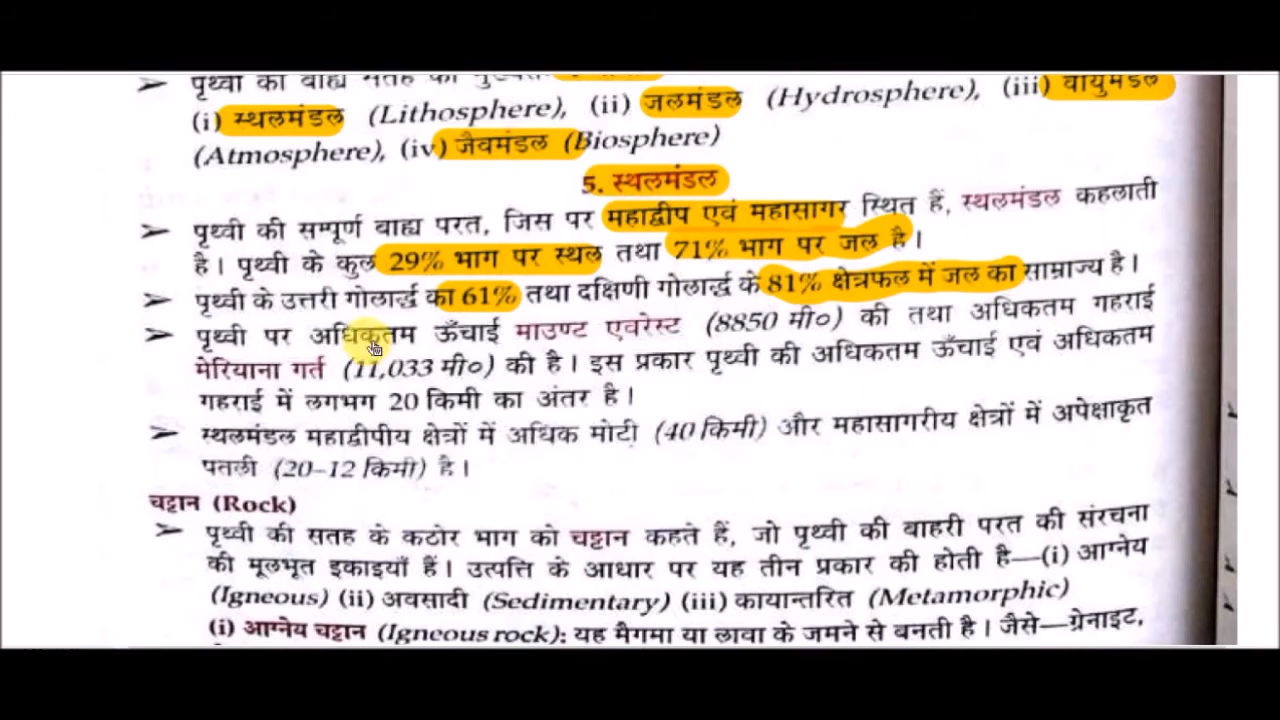 ➢ पृथ्वी की बाह्य सतह को
(i) स्थलमंडल (Lithosphere), (ii) जलमंडल (Hydrosphere), (iii) वायुमंडल
(Atmosphere), (iv) जैवमंडल (Biosphere)
5. स्थलमंडल
➢ पृथ्वी की सम्पूर्ण बाह्य परत, जिस पर महाद्वीप एवं महासागर स्थित हैं, स्थलमंडल कहलाती
है। पृथ्वी के कुल 29% भाग पर स्थल तथा 71% भाग पर जल है।
➢ पृथ्वी के उत्तरी गोलार्द्ध का 61% तथा दक्षिणी गोलार्द्ध के 81% क्षेत्रफल में जल का साम्राज्य है।
➢ पृथ्वी पर अधिकतम ऊँचाई माउण्ट एवरेस्ट (8850 मी०) की तथा अधिकतम गहराई
मेरियाना गर्त (11,033 मी०) की है। इस प्रकार पृथ्वी की अधिकतम ऊँचाई एवं अधिकतम
गहराई में लगभग 20 किमी का अंतर है।
➢ स्थलमंडल महाद्वीपीय क्षेत्रों में अधिक मोटी (40 किमी) और महासागरीय क्षेत्रों में अपेक्षाकृत
पतली (20–12 किमी) है।
चट्टान (Rock)
➢ पृथ्वी की सतह के कठोर भाग को चट्टान कहते हैं, जो पृथ्वी की बाहरी परत की संरचना
की मूलभूत इकाइयाँ हैं। उत्पत्ति के आधार पर यह तीन प्रकार की होती है—(i) आग्नेय
(Igneous) (ii) अवसादी (Sedimentary) (iii) कायान्तरित (Metamorphic)
(i) आग्नेय चट्टान (Igneous rock): यह मैगमा या लावा के जमने से बनती है। जैसे—ग्रेनाइट,